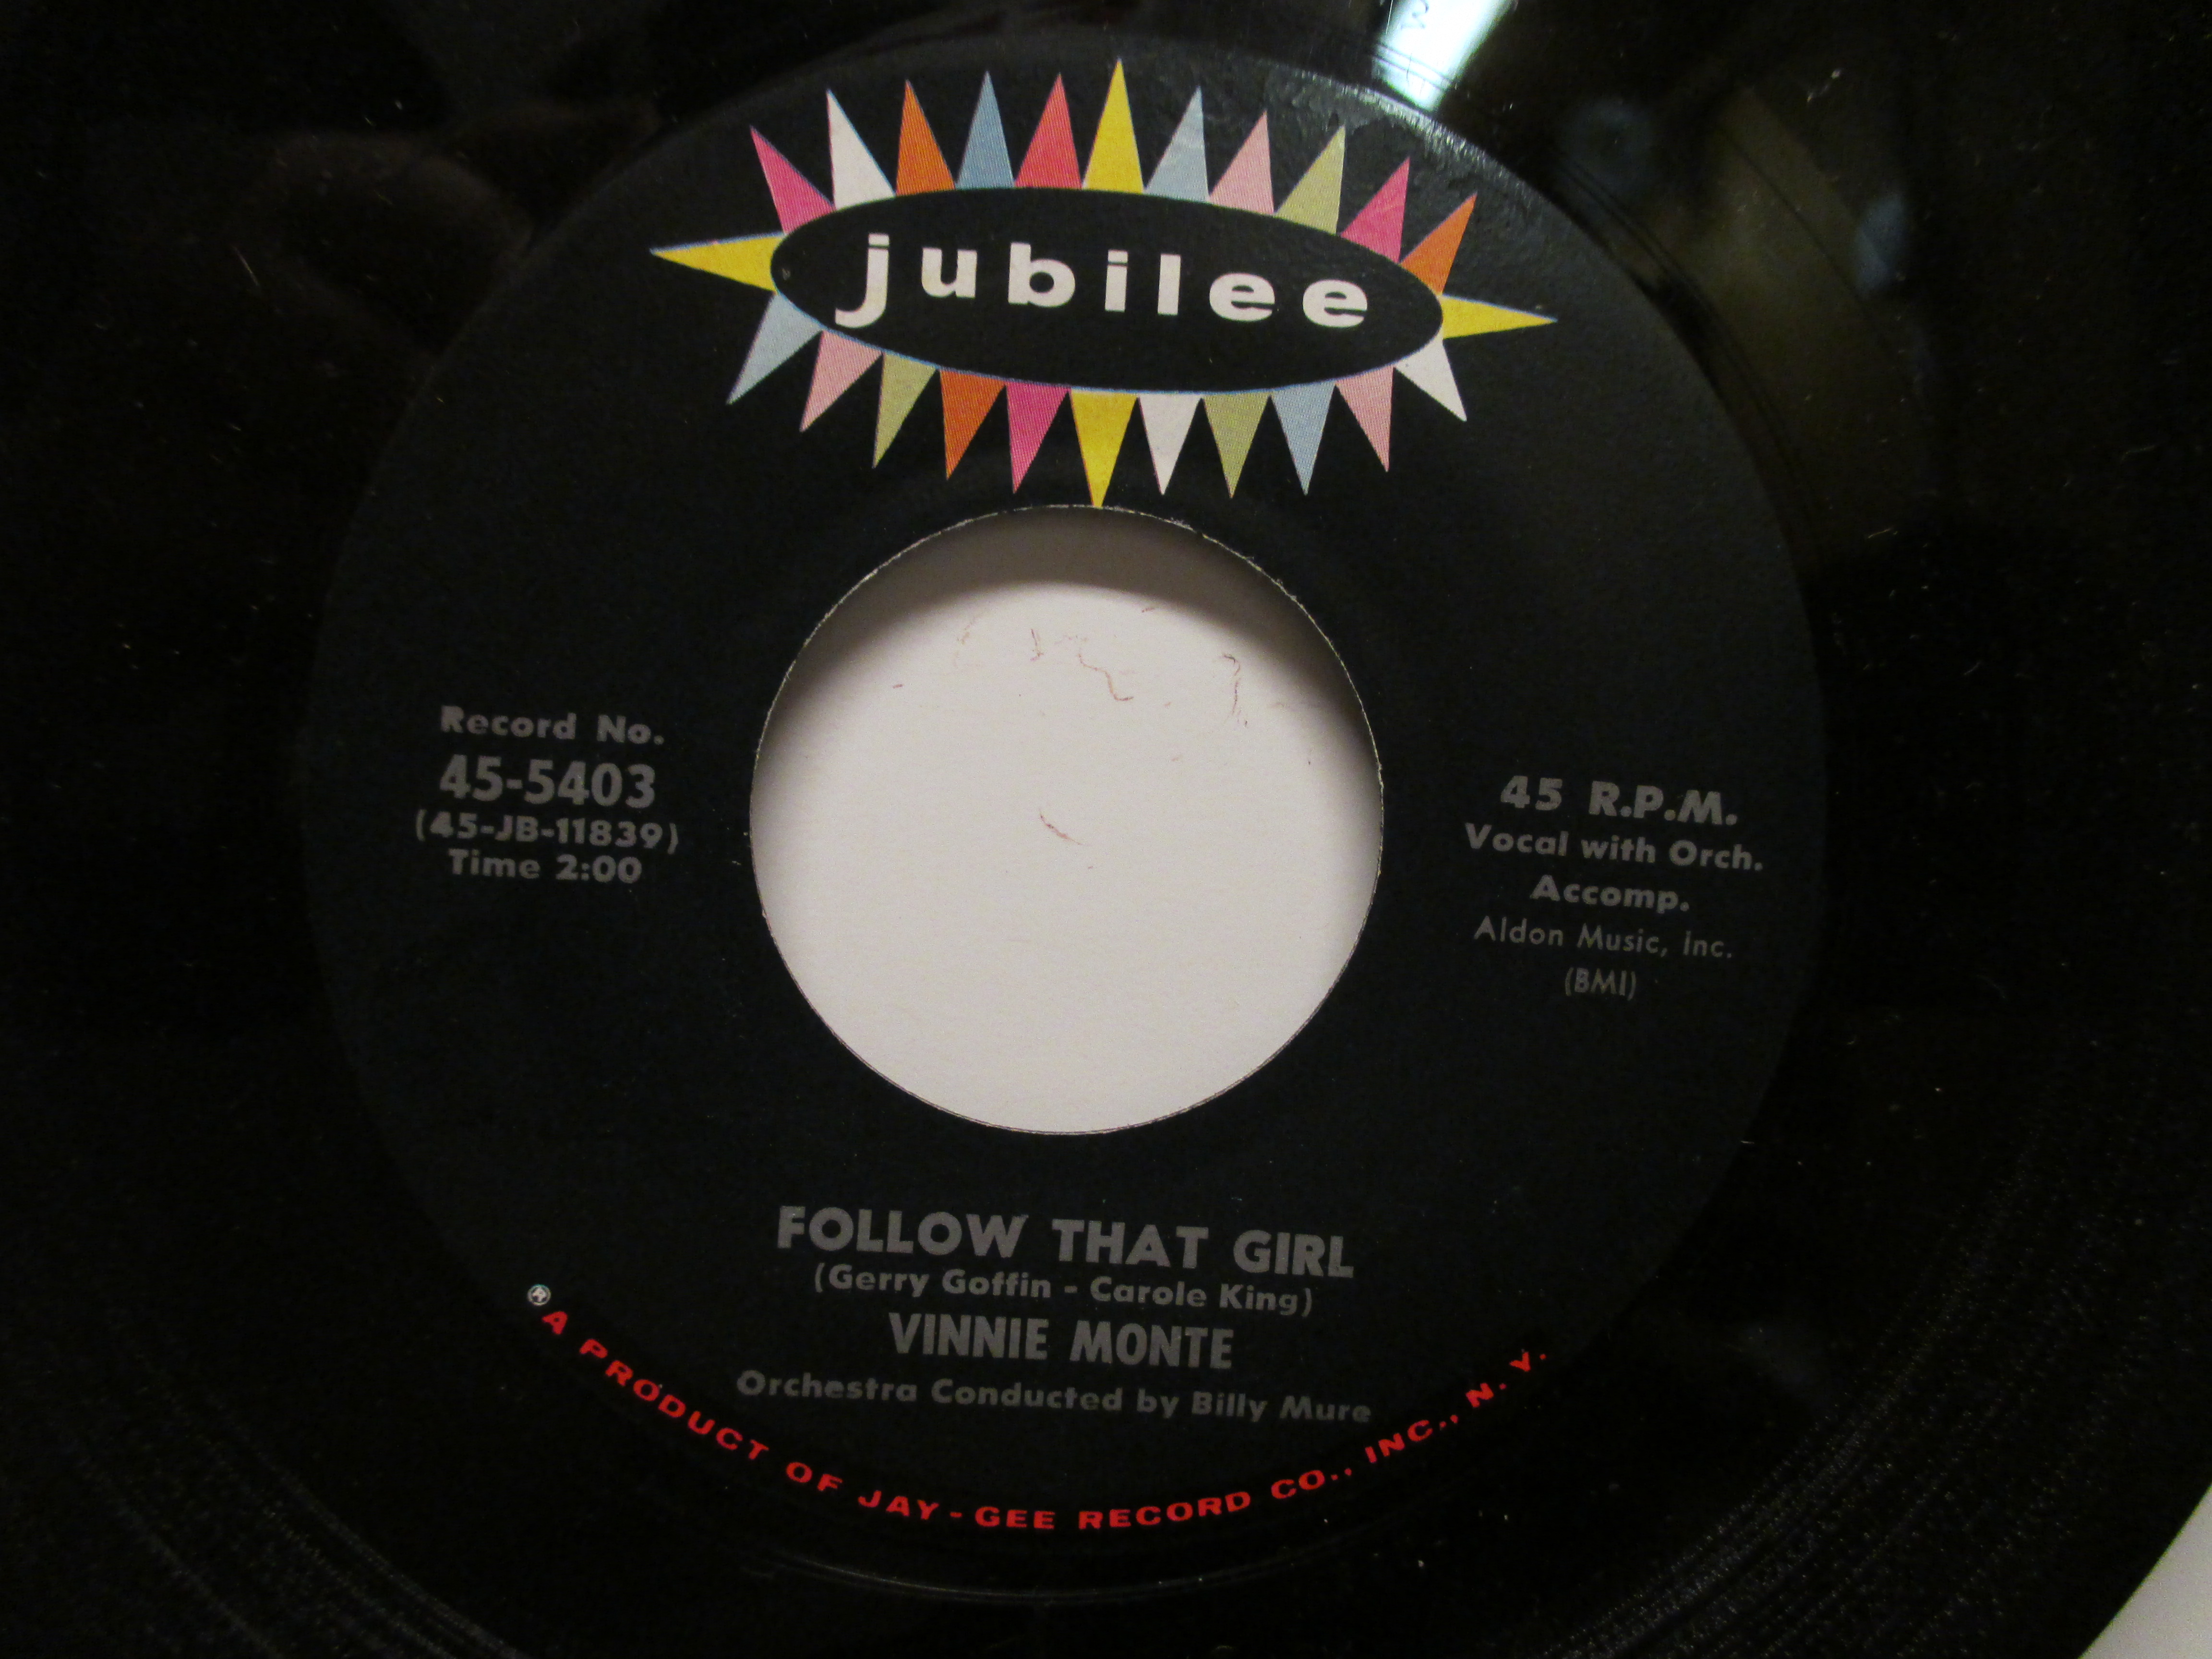 jubilee
Record No.
45-5403
(45-JB-11839)
Time 2:00
45 R.P.M.
Vocal with Orch.
Accomp.
Aldon Music, Inc.
(BMI)
FOLLOW THAT GIRL
(Gerry Goffin - Carole King)
VINNIE MONTE
Orchestra Conducted by Billy Mure
® A PRODUCT OF JAY-GEE RECORD CO., INC., N. Y.